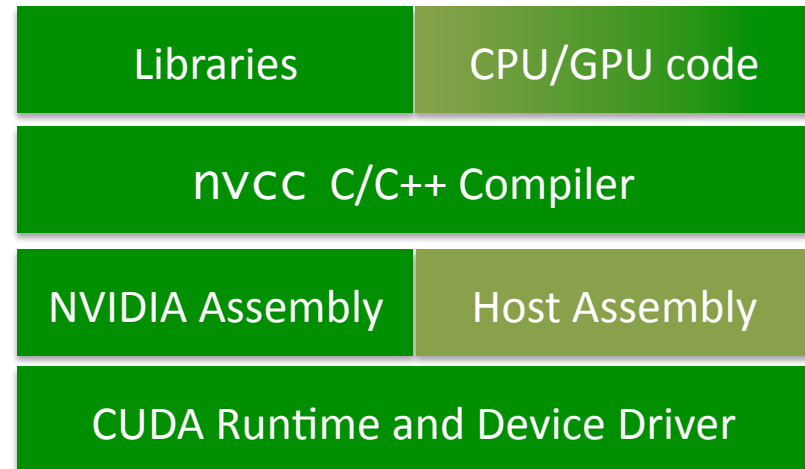 Libraries CPU/GPU code
nvcc C/C++ Compiler
NVIDIA Assembly Host Assembly
CUDA Runtime and Device Driver